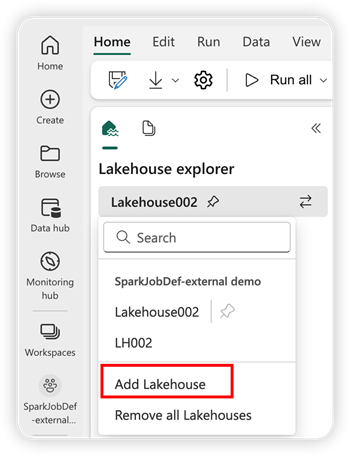 Home
Create
Browse
Data hub
Monitoring
hub
Workspaces
SparkJobDef
-external...
Home Edit Run Data View
Run all
Lakehouse explorer
Lakehouse002
Search
SparkJobDef-external demo
Lakehouse002
LH002
Add Lakehouse
Remove all Lakehouses